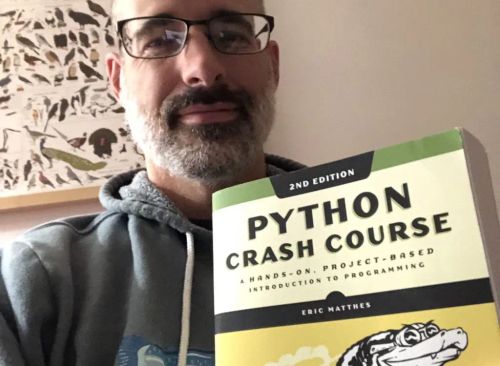 2ND EDITION
PYTHON
CRASH COURSE
A HANDS-ON, PROJECT-BASED
INTRODUCTION TO PROGRAMMING
ERIC MATTHES